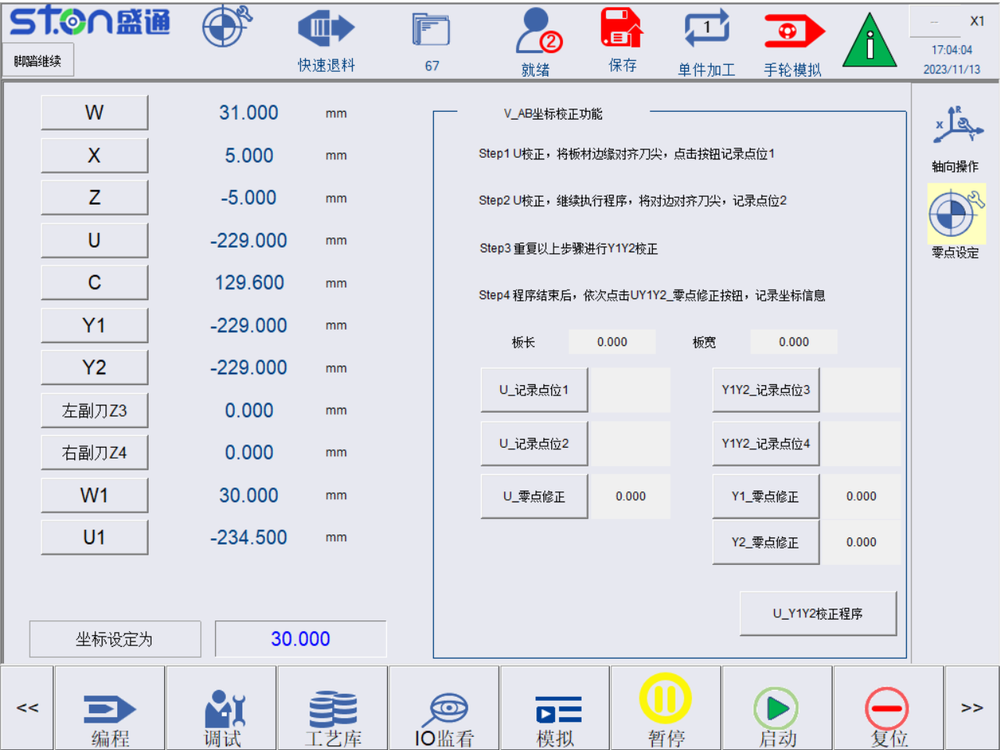 STON盛通
脚踏继续
快速退料
67
2
就绪
保存
1
单件加工
手轮模拟
--
X1
17:04:04
2023/11/13
W 31.000 mm
X 5.000 mm
Z -5.000 mm
U -229.000 mm
C 129.600 mm
Y1 -229.000 mm
Y2 -229.000 mm
左副刀Z3 0.000 mm
右副刀Z4 0.000 mm
W1 30.000 mm
U1 -234.500 mm
坐标设定为 30.000
V_AB坐标校正功能
Step1 U校正，将板材边缘对齐刀尖，点击按钮记录点位1
Step2 U校正，继续执行程序，将对边对齐刀尖，记录点位2
Step3 重复以上步骤进行Y1Y2校正
Step4 程序结束后，依次点击UY1Y2_零点修正按钮，记录坐标信息
板长 0.000 板宽 0.000
U_记录点位1 Y1Y2_记录点位3
U_记录点位2 Y1Y2_记录点位4
U_零点修正 0.000 Y1_零点修正 0.000
Y2_零点修正 0.000
U_Y1Y2校正程序
R
X
Y
轴向操作
零点设定
<<
编程
调试
工艺库
IO监看
模拟
暂停
启动
复位
>>